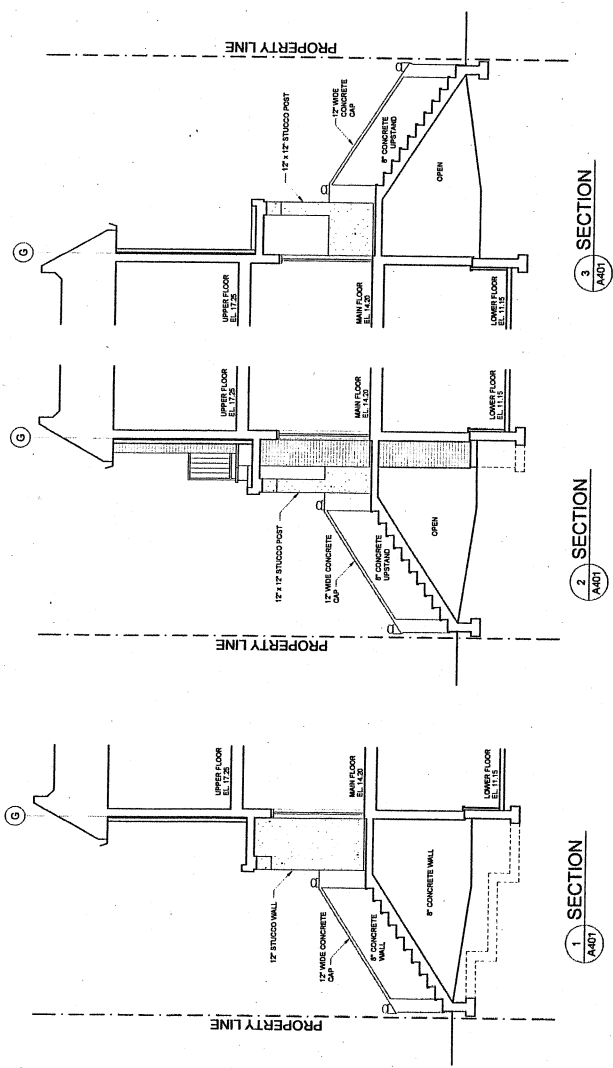 PROPERTY LINE
G
UPPER FLOOR
EL. 17.25
12" STUCCO WALL
12" WIDE CONCRETE
CAP
MAIN FLOOR
EL. 14.20
8" CONCRETE
WALL
8" CONCRETE WALL
LOWER FLOOR
EL. 11.15
1
A401
SECTION
PROPERTY LINE
G
UPPER FLOOR
EL. 17.25
12" x 12" STUCCO POST
12" WIDE CONCRETE
CAP
MAIN FLOOR
EL. 14.20
8" CONCRETE
UPSTAND
OPEN
LOWER FLOOR
EL. 11.15
2
A401
SECTION
G
UPPER FLOOR
EL. 17.25
12" x 12" STUCCO POST
12" WIDE
CONCRETE
CAP
MAIN FLOOR
EL. 14.20
8" CONCRETE
UPSTAND
OPEN
LOWER FLOOR
EL. 11.15
PROPERTY LINE
3
A401
SECTION